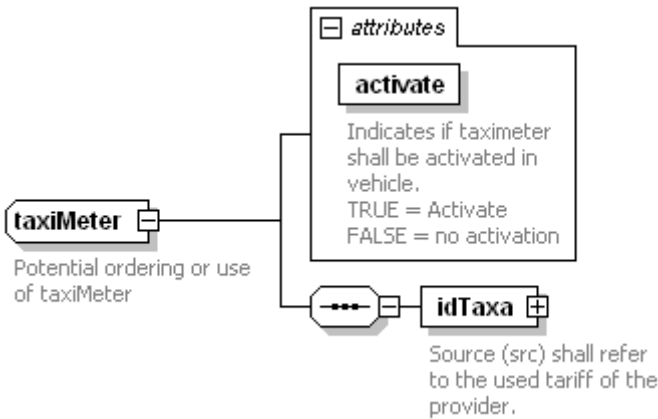 attributes
activate
Indicates if taximeter
shall be activated in
vehicle.
TRUE = Activate
FALSE = no activation
taxiMeter
Potential ordering or use
of taxiMeter
idTaxa
Source (src) shall refer
to the used tariff of the
provider.